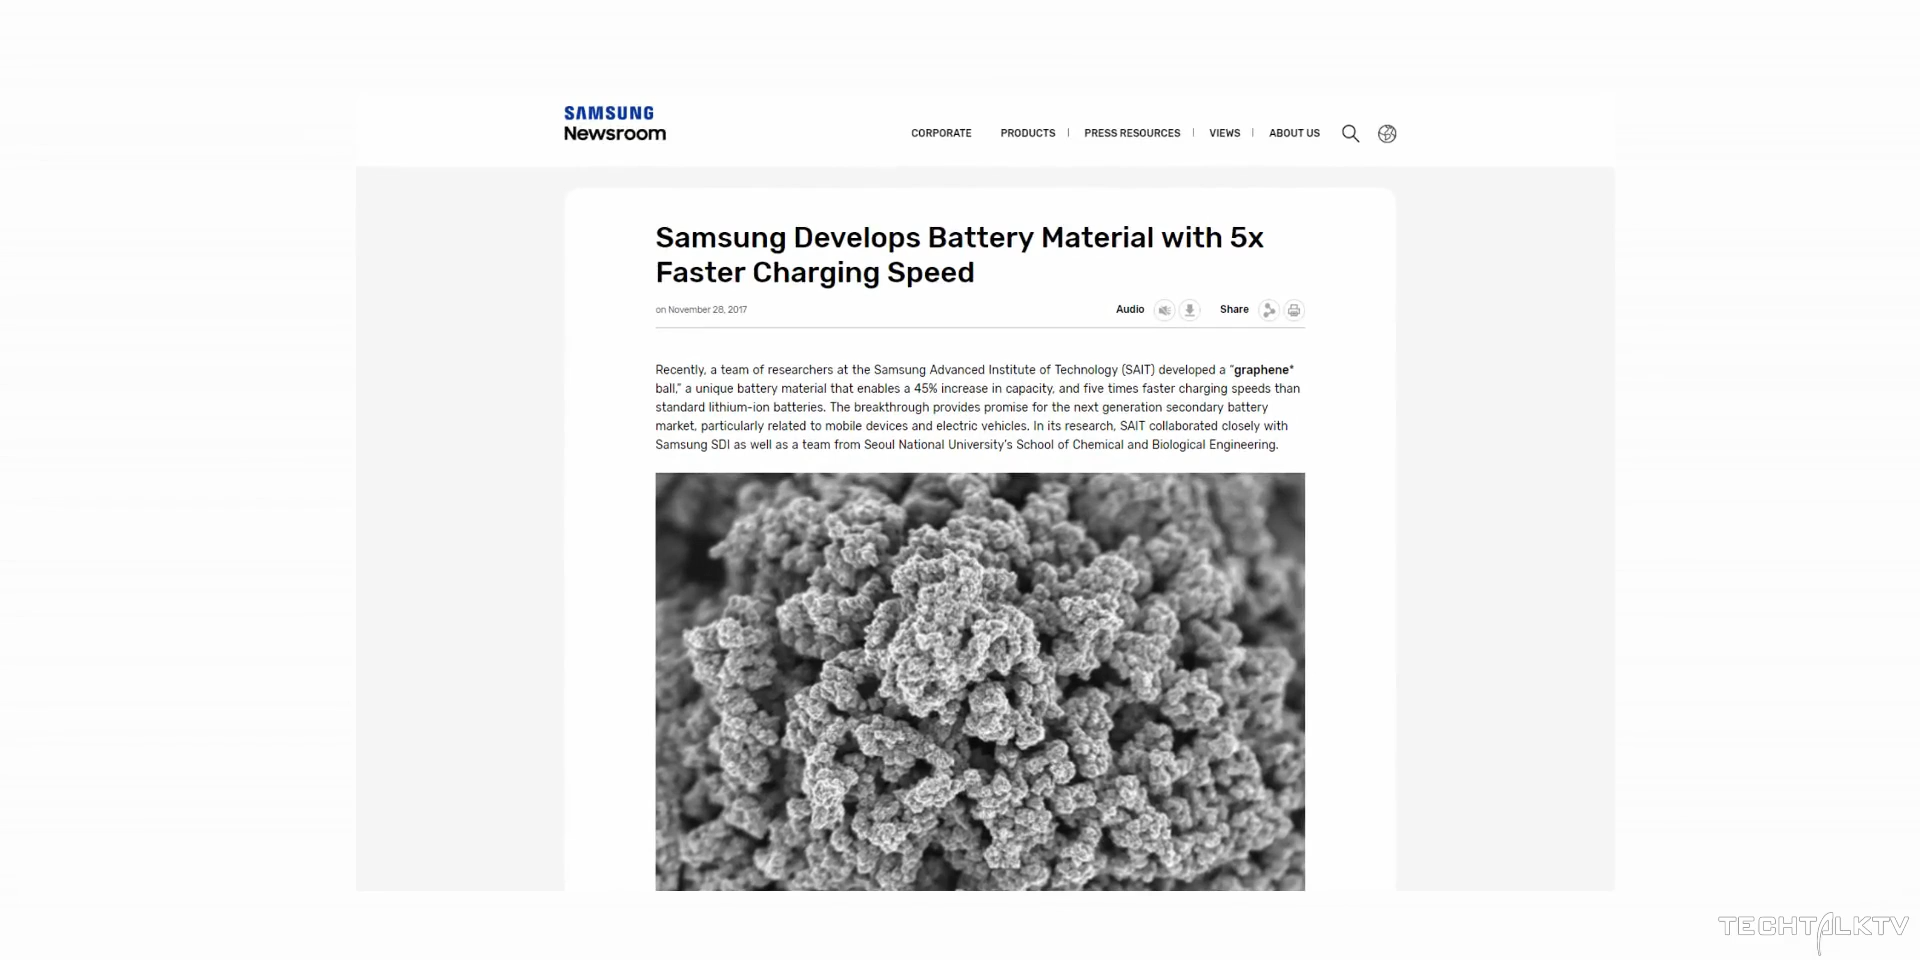 SAMSUNG
Newsroom
CORPORATE PRODUCTS | PRESS RESOURCES | VIEWS | ABOUT US
Samsung Develops Battery Material with 5x
Faster Charging Speed
on November 28, 2017
Audio Share
Recently, a team of researchers at the Samsung Advanced Institute of Technology (SAIT) developed a “graphene*
ball,” a unique battery material that enables a 45% increase in capacity, and five times faster charging speeds than
standard lithium-ion batteries. The breakthrough provides promise for the next generation secondary battery
market, particularly related to mobile devices and electric vehicles. In its research, SAIT collaborated closely with
Samsung SDI as well as a team from Seoul National University’s School of Chemical and Biological Engineering.
TECHTALKTV